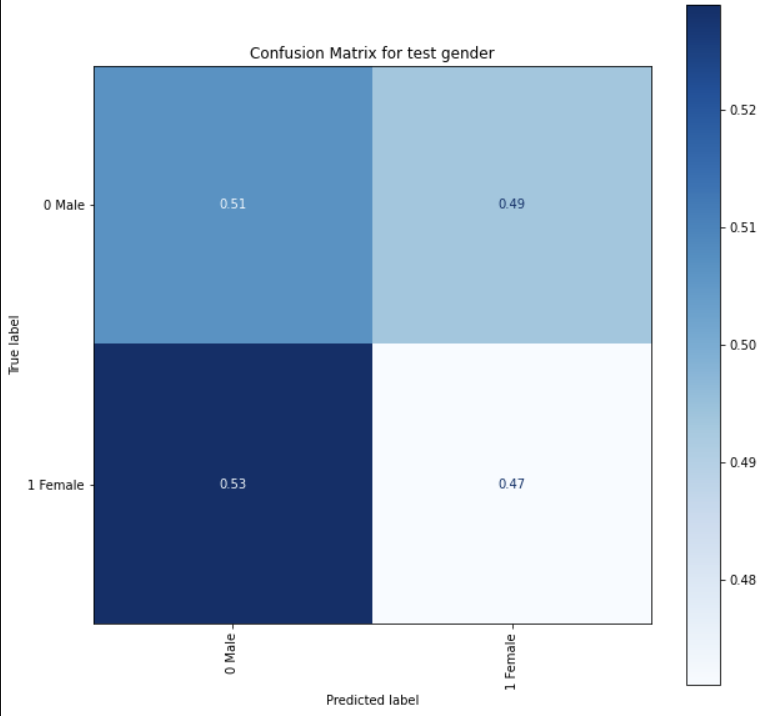 Confusion Matrix for test gender
0 Male
0.51
0.49
1 Female
0.53
0.47
True label
0 Male
1 Female
Predicted label
0.52
0.51
0.50
0.49
0.48